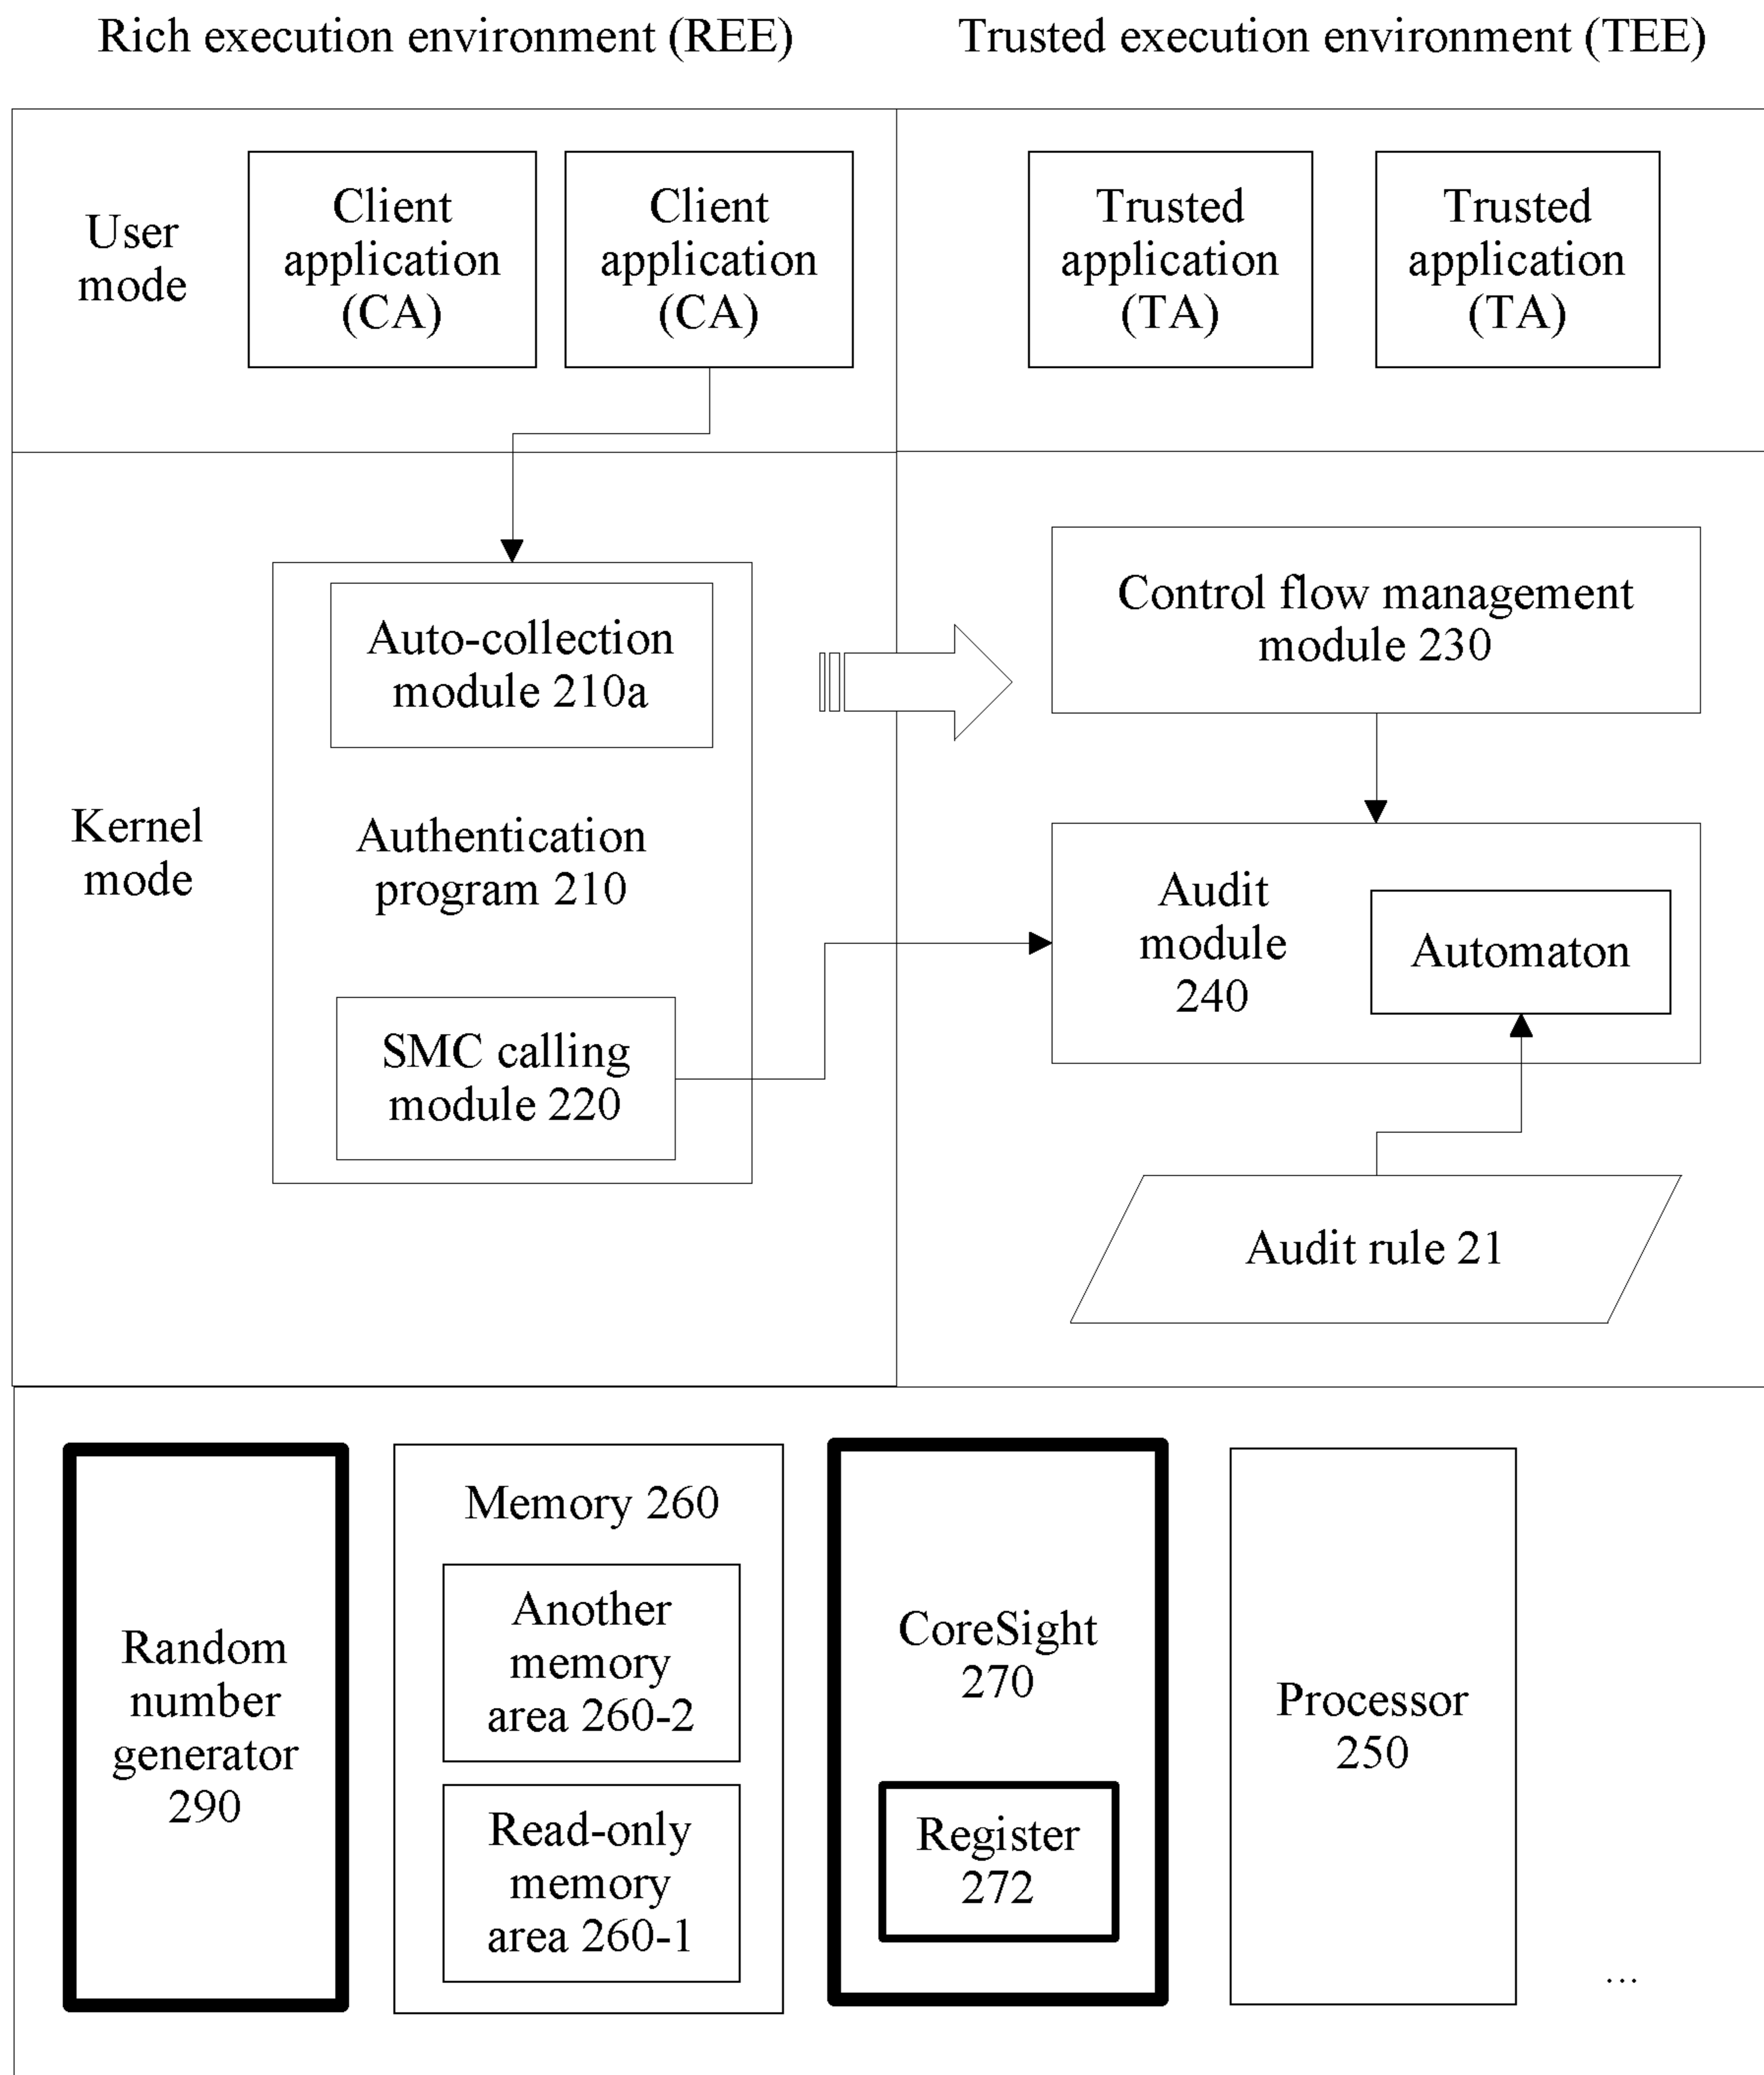 Rich execution environment (REE)
Trusted execution environment (TEE)
User
mode
Client
application
(CA)
Client
application
(CA)
Trusted
application
(TA)
Trusted
application
(TA)
Kernel
mode
Auto-collection
module 210a
Authentication
program 210
SMC calling
module 220
Control flow management
module 230
Audit
module
240
Automaton
Audit rule 21
Random
number
generator
290
Memory 260
Another
memory
area 260-2
Read-only
memory
area 260-1
CoreSight
270
Register
272
Processor
250
...